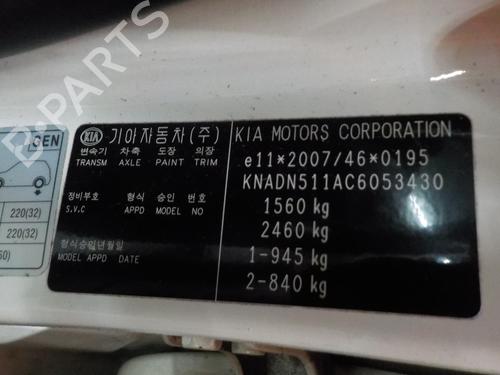 B-PARTS
GEN
220(32)
220(32)
KIA 기아자동차(주)
변속기 차축 도장 의장
TRANSM AXLE PAINT TRIM
정비부호 형식 승인 번호
S.V.C APPD MODEL NO
형식승인년월일
MODEL APPD DATE
KIA MOTORS CORPORATION
e11*2007/46*0195
KNADN511AC6053430
1560 kg
2460 kg
1-945 kg
2-840 kg